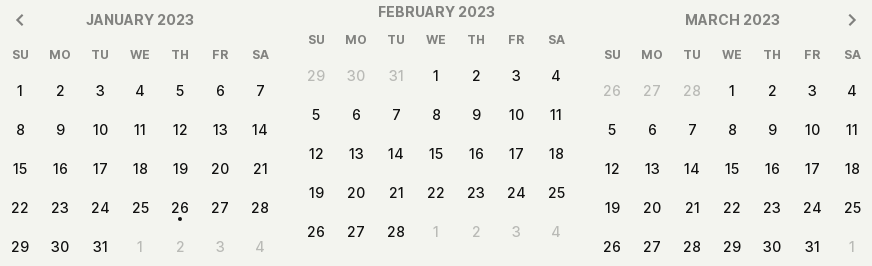 JANUARY 2023
SU MO TU WE TH FR SA
1 2 3 4 5 6 7
8 9 10 11 12 13 14
15 16 17 18 19 20 21
22 23 24 25 26 27 28
29 30 31 1 2 3 4
FEBRUARY 2023
SU MO TU WE TH FR SA
29 30 31 1 2 3 4
5 6 7 8 9 10 11
12 13 14 15 16 17 18
19 20 21 22 23 24 25
26 27 28 1 2 3 4
MARCH 2023
SU MO TU WE TH FR SA
26 27 28 1 2 3 4
5 6 7 8 9 10 11
12 13 14 15 16 17 18
19 20 21 22 23 24 25
26 27 28 29 30 31 1